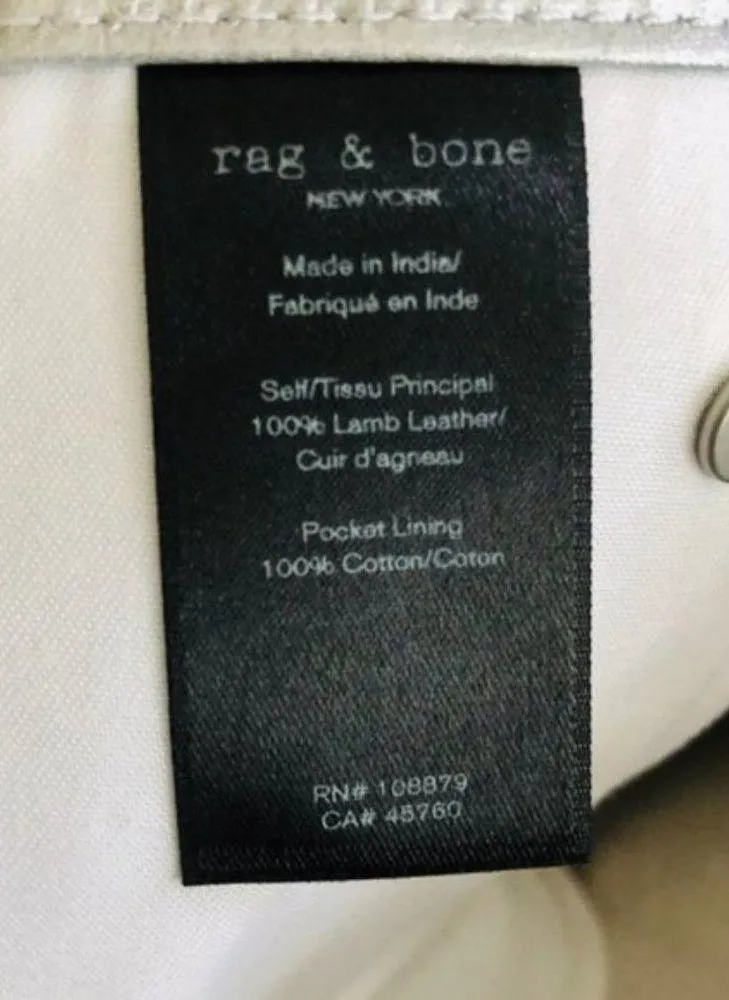 rag & bone
NEW YORK
Made in India/
Fabriqué en Inde
Self/Tissu Principal
100% Lamb Leather/
Cuir d'agneau
Pocket Lining
100% Cotton/Coton
RN# 108879
CA# 45760